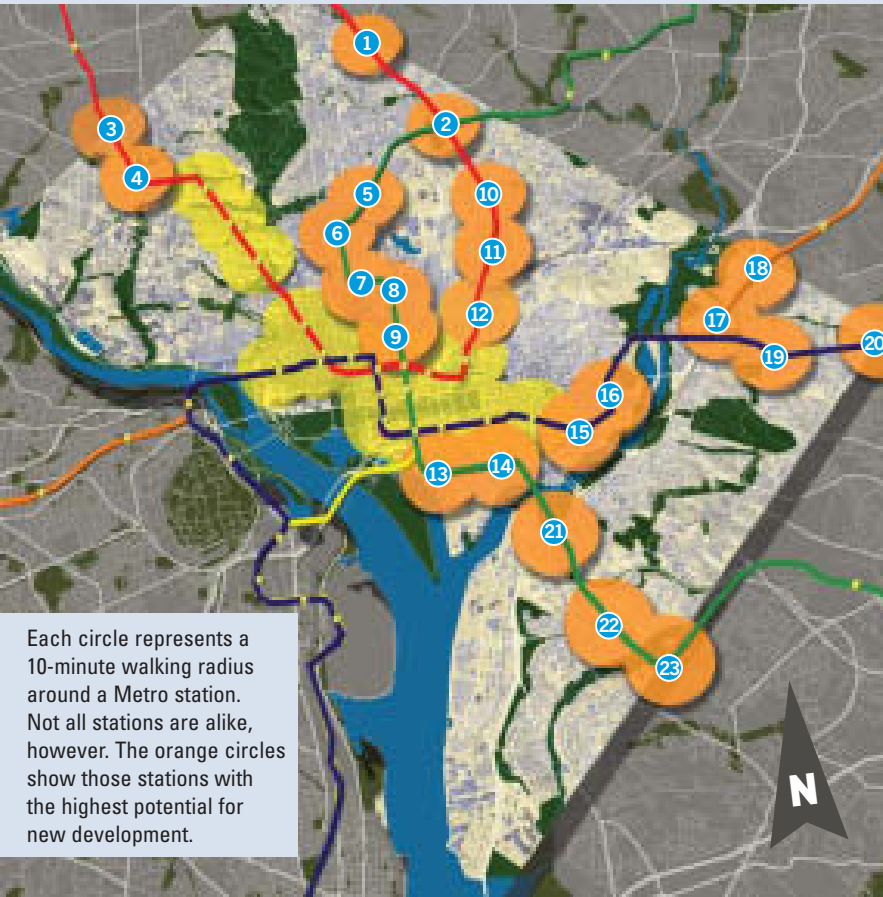 1
2
3
4
5
10
6
11
18
7
8
12
17
9
19
20
16
15
14
13
21
22
23
Each circle represents a
10-minute walking radius
around a Metro station.
Not all stations are alike,
however. The orange circles
show those stations with
the highest potential for
new development.
N